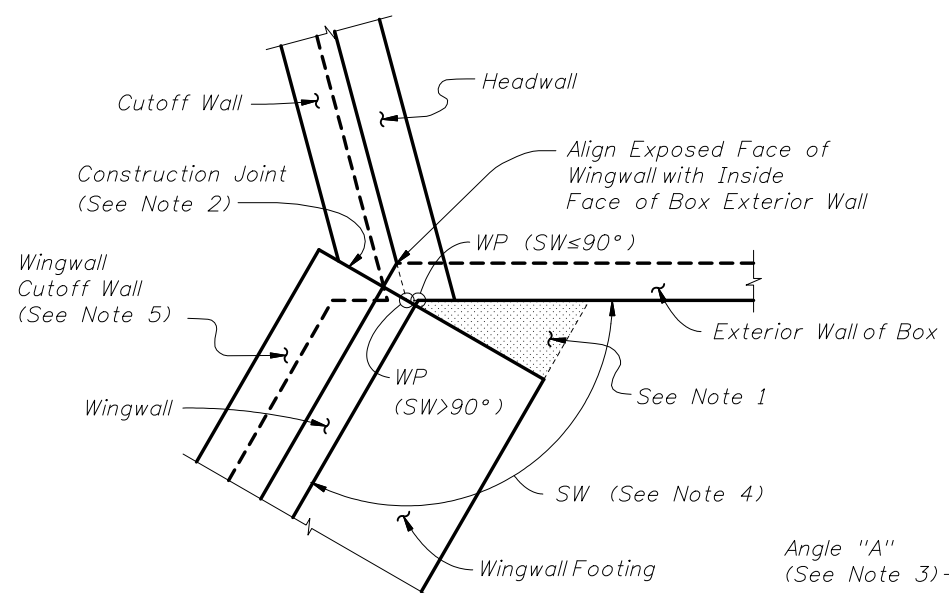 Headwall
Cutoff Wall
Align Exposed Face of
Wingwall with Inside
Face of Box Exterior Wall
Construction Joint
(See Note 2)
WP (SW≤90°)
Wingwall
Cutoff Wall
(See Note 5)
Exterior Wall of Box
WP
(SW>90°)
See Note 1
Wingwall
SW (See Note 4)
Wingwall Footing
Angle "A"
(See Note 3)